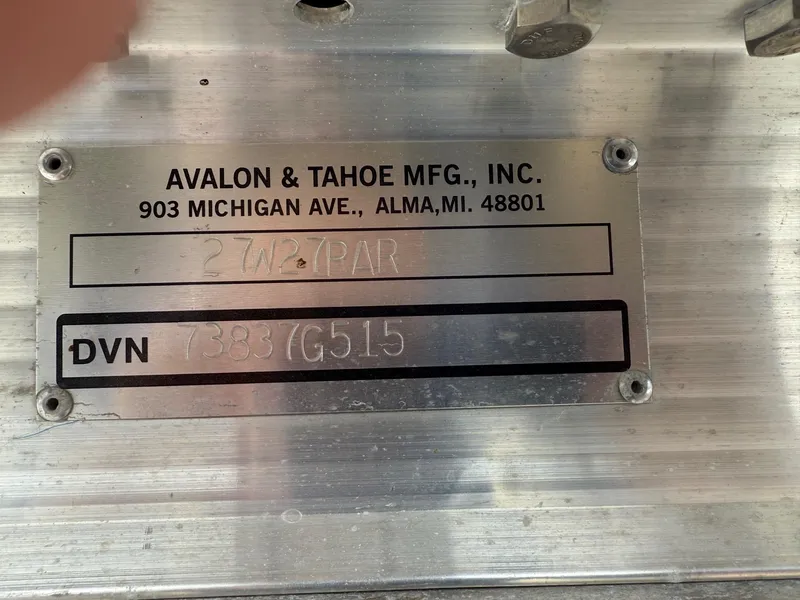 AVALON & TAHOE MFG., INC.
903 MICHIGAN AVE., ALMA,MI. 48801
27W27PAR
DVN 73837G515